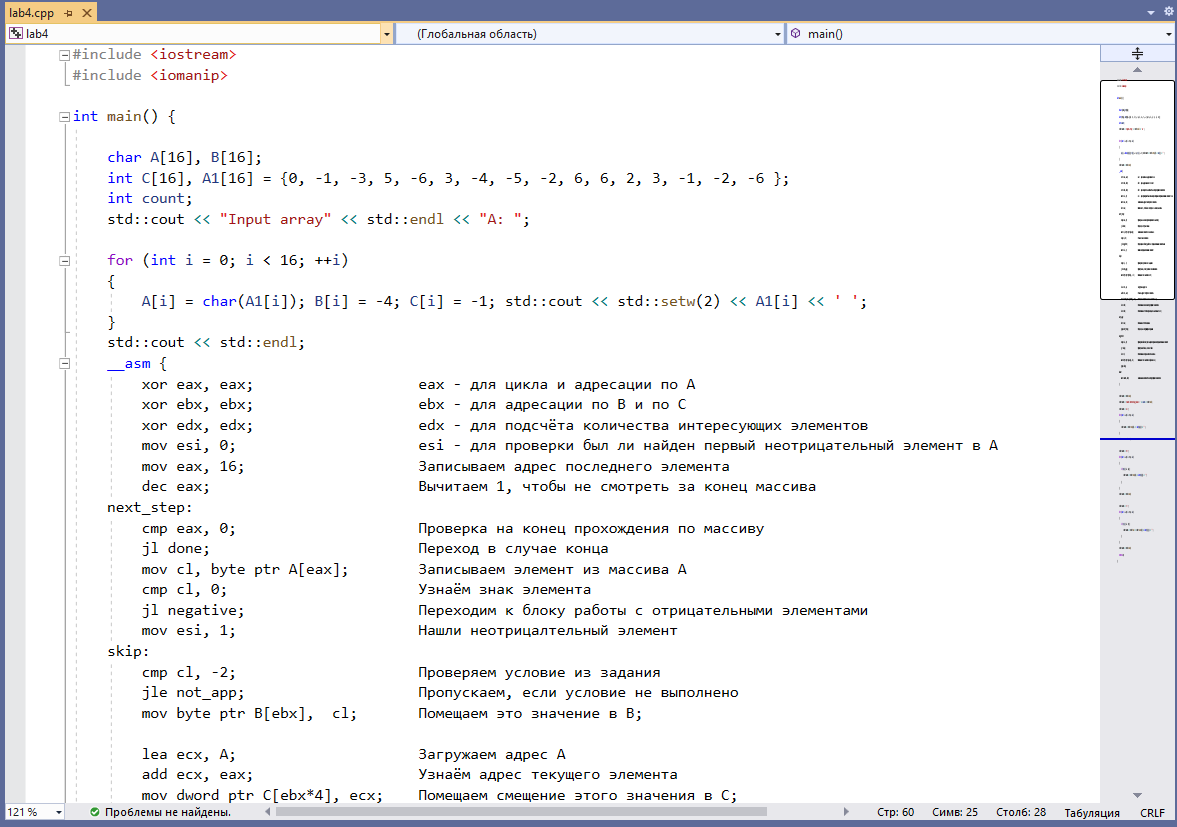 lab4.cpp
lab4 (Глобальная область) main()
#include <iostream>
#include <iomanip>
int main() {
char A[16], B[16];
int C[16], A1[16] = {0, -1, -3, 5, -6, 3, -4, -5, -2, 6, 6, 2, 3, -1, -2, -6 };
int count;
std::cout << "Input array" << std::endl << "A: ";
for (int i = 0; i < 16; ++i)
{
A[i] = char(A1[i]); B[i] = -4; C[i] = -1; std::cout << std::setw(2) << A1[i] << ' ';
}
std::cout << std::endl;
__asm {
xor eax, eax; eax - для цикла и адресации по A
xor ebx, ebx; ebx - для адресации по B и по C
xor edx, edx; edx - для подсчёта количества интересующих элементов
mov esi, 0; esi - для проверки был ли найден первый неотрицательный элемент в A
mov eax, 16; Записываем адрес последнего элемента
dec eax; Вычитаем 1, чтобы не смотреть за конец массива
next_step:
cmp eax, 0; Проверка на конец прохождения по массиву
jl done; Переход в случае конца
mov cl, byte ptr A[eax]; Записываем элемент из массива A
cmp cl, 0; Узнаём знак элемента
jl negative; Переходим к блоку работы с отрицательными элементами
mov esi, 1; Нашли неотрицалтельный элемент
skip:
cmp cl, -2; Проверяем условие из задания
jle not_app; Пропускаем, если условие не выполнено
mov byte ptr B[ebx], cl; Помещаем это значение в B;
lea ecx, A; Загружаем адрес A
add ecx, eax; Узнаём адрес текущего элемента
mov dword ptr C[ebx*4], ecx; Помещаем смещение этого значения в C;
121 % Проблемы не найдены. Стр: 60 Симв: 25 Столб: 28 Табуляция CRLF